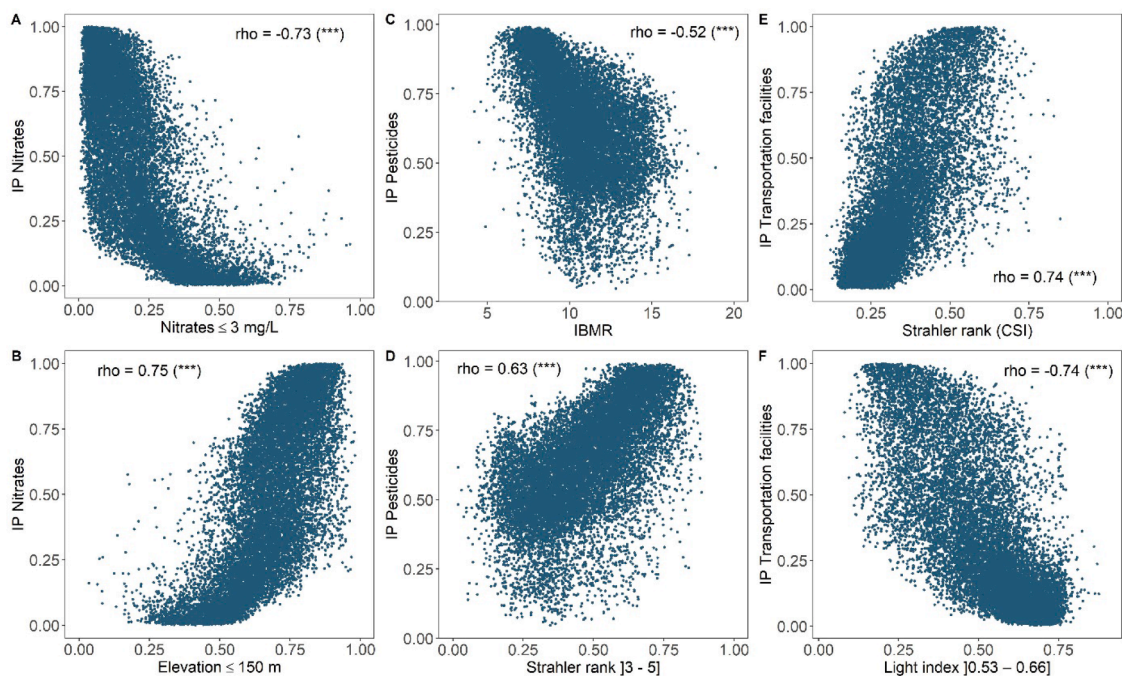 A
rho = -0.73 (***)
IP Nitrates
1.00
0.75
0.50
0.25
0.00
0.00 0.25 0.50 0.75 1.00
Nitrates ≤ 3 mg/L
B
rho = 0.75 (***)
IP Nitrates
1.00
0.75
0.50
0.25
0.00
0.00 0.25 0.50 0.75 1.00
Elevation ≤ 150 m
C
rho = -0.52 (***)
IP Pesticides
1.00
0.75
0.50
0.25
0.00
5 10 15 20
IBMR
D
rho = 0.63 (***)
IP Pesticides
1.00
0.75
0.50
0.25
0.00
0.00 0.25 0.50 0.75 1.00
Strahler rank ]3 - 5]
E
IP Transportation facilities
1.00
0.75
0.50
0.25
0.00
rho = 0.74 (***)
0.25 0.50 0.75 1.00
Strahler rank (CSI)
F
rho = -0.74 (***)
IP Transportation facilities
1.00
0.75
0.50
0.25
0.00
0.00 0.25 0.50 0.75
Light index ]0.53 – 0.66]